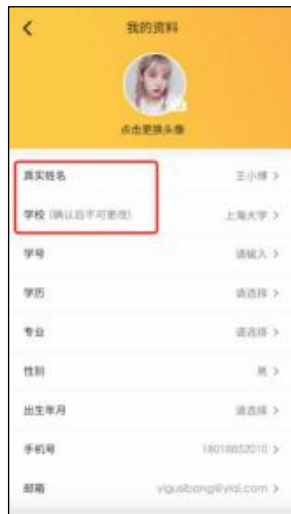 我的资料
点击更换头像
真实姓名 王小博 >
学校 (确认后不可更改) 上海大学 >
学号 请输入 >
学历 请选择 >
专业 请选择 >
性别 男 >
出生年月 请选择 >
手机号 >
邮箱 >